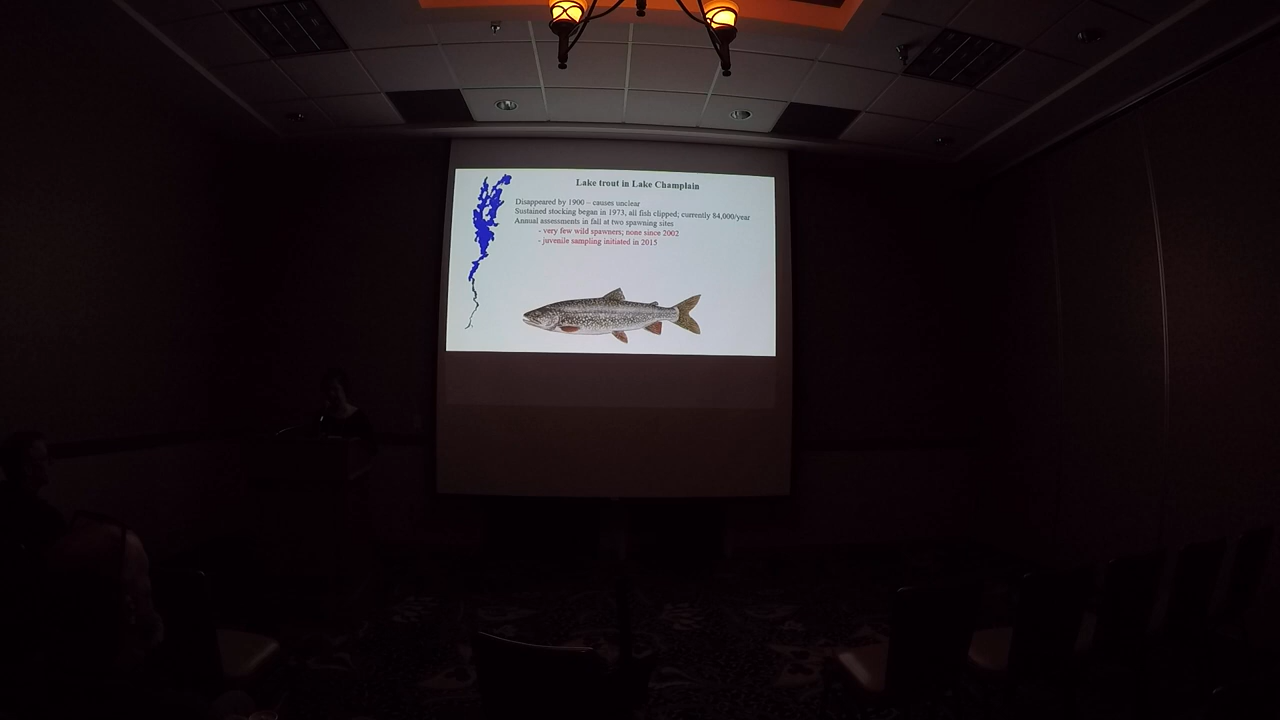 Lake trout in Lake Champlain
Disappeared by 1900 – causes unclear
Sustained stocking began in 1973, all fish clipped; currently 84,000/year
Annual assessments in fall at two spawning sites
- very few wild spawners; none since 2002
- juvenile sampling initiated in 2015